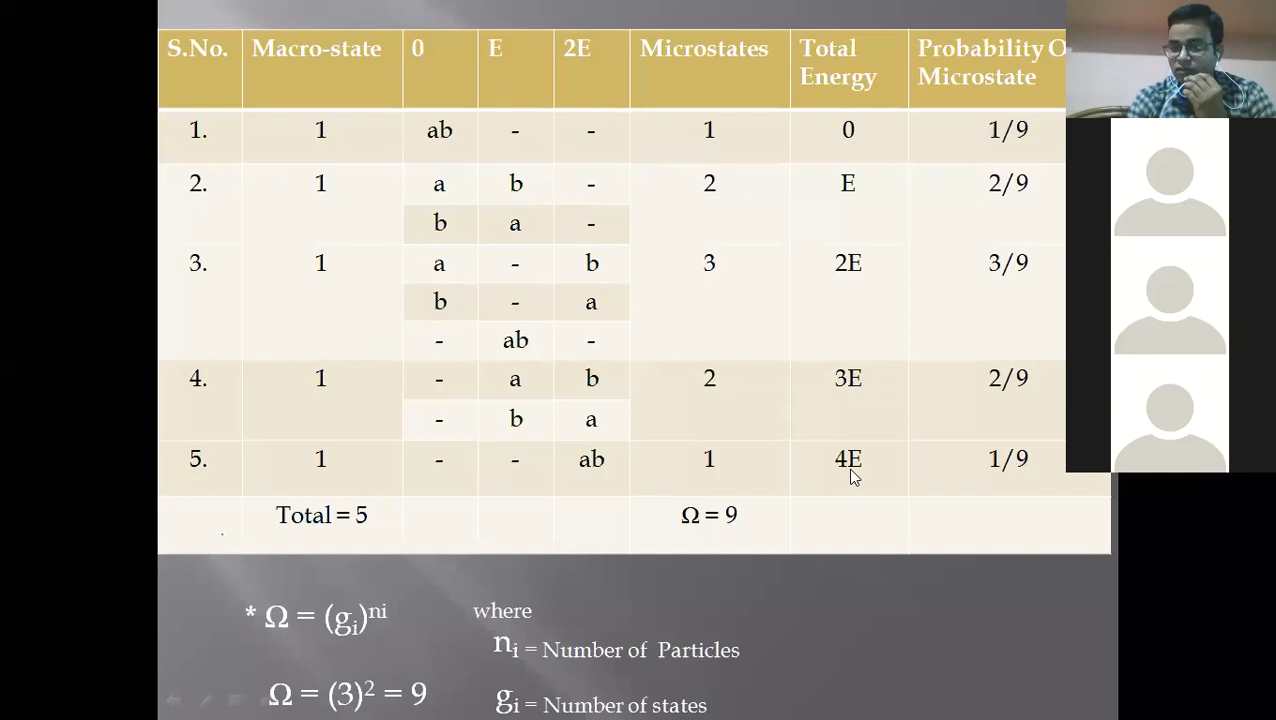 S.No. Macro-state 0 E 2E Microstates Total Energy Probability O Microstate
1. 1 ab - - 1 0 1/9
2. 1 a b - 2 E 2/9
b a -
3. 1 a - b 3 2E 3/9
b - a
- ab -
4. 1 - a b 2 3E 2/9
- b a
5. 1 - - ab 1 4E 1/9
Total = 5 Ω = 9
* Ω = (gᵢ)ⁿⁱ where
nᵢ = Number of Particles
Ω = (3)² = 9 gᵢ = Number of states